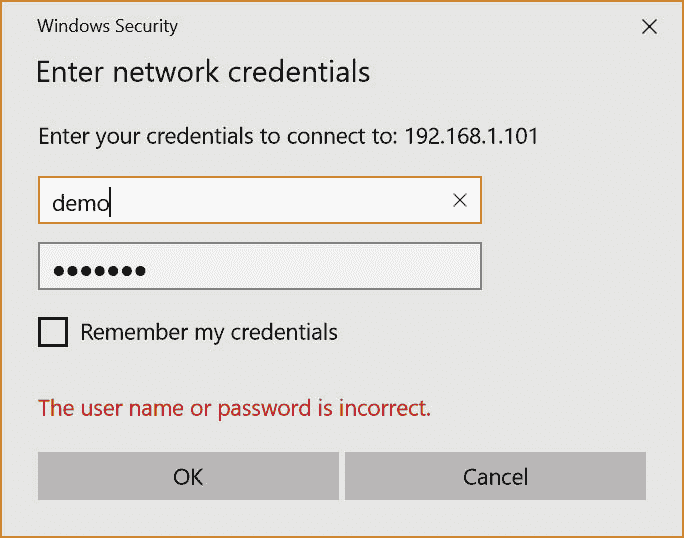 Windows Security
Enter network credentials
Enter your credentials to connect to: 192.168.1.101
demo
●●●●●●●
Remember my credentials
The user name or password is incorrect.
OK
Cancel